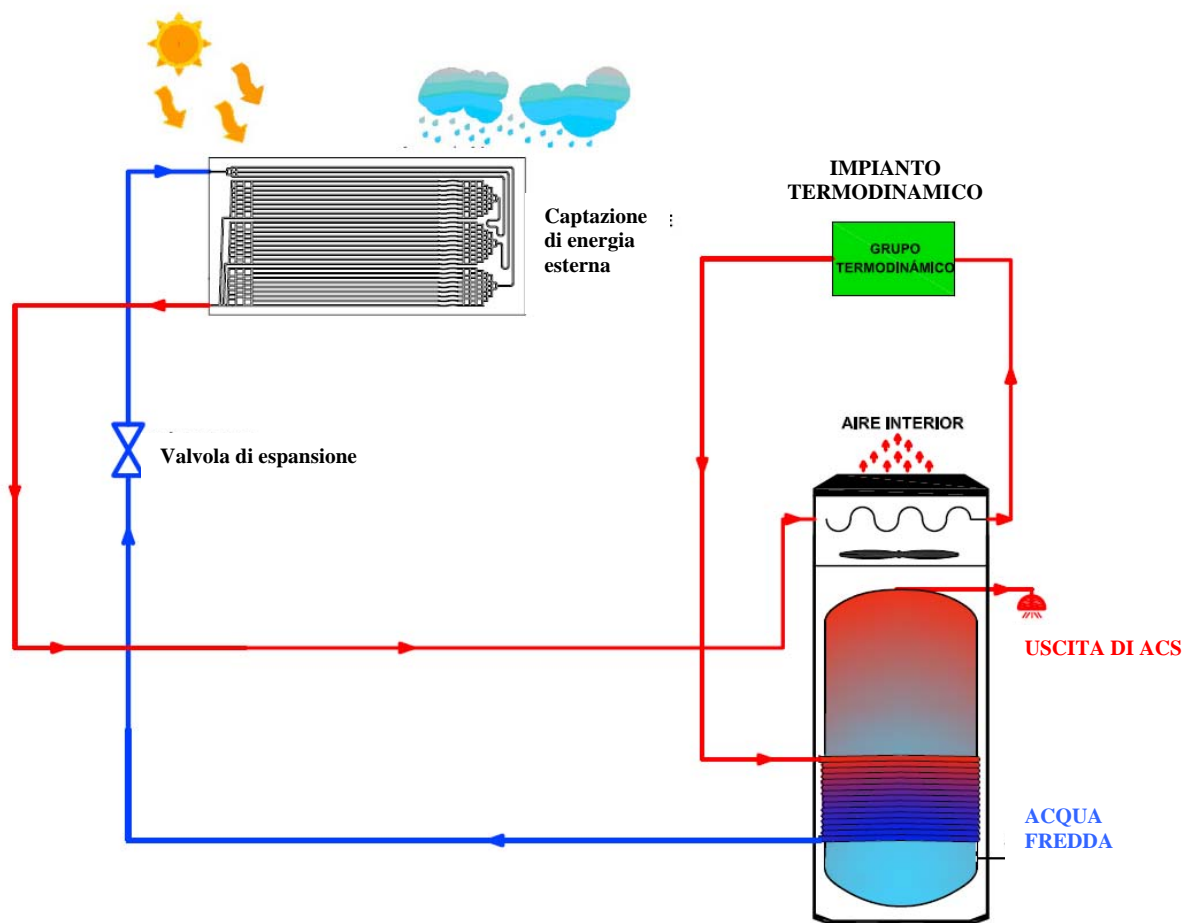 IMPIANTO
TERMODINAMICO
Captazione
di energia
esterna
GRUPO
TERMODINÁMICO
AIRE INTERIOR
Valvola di espansione
USCITA DI ACS
ACQUA
FREDDA